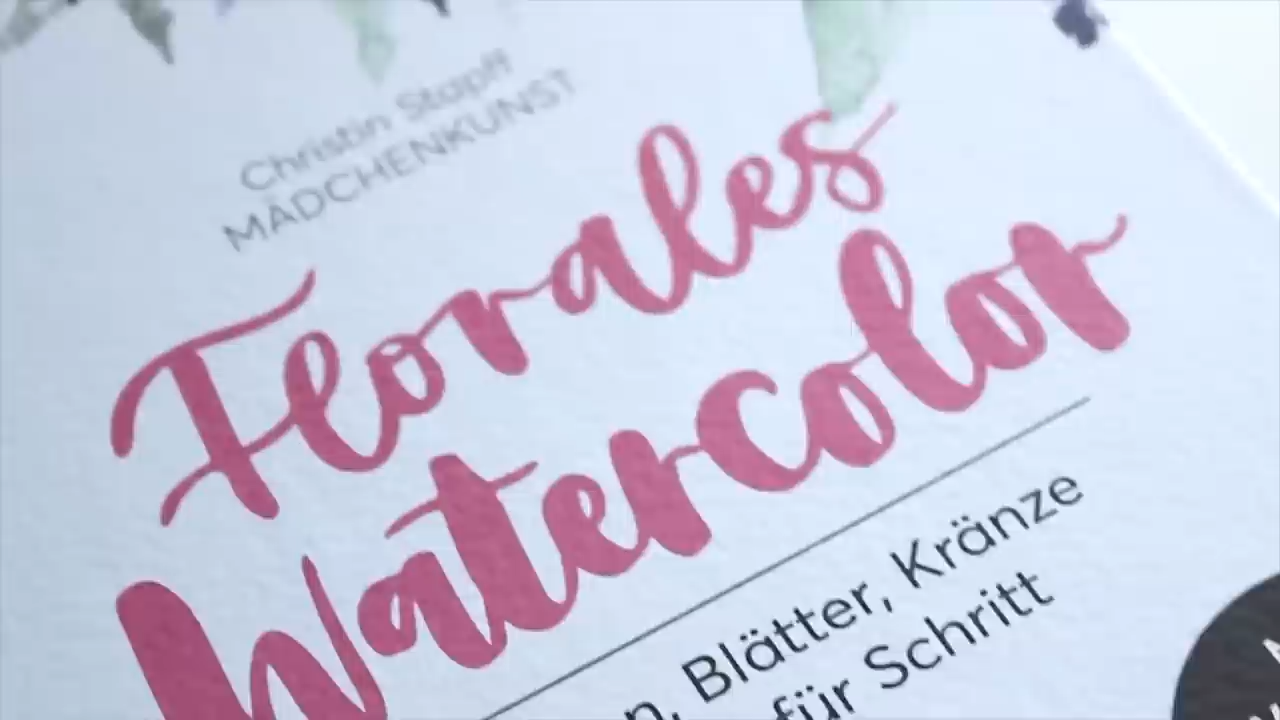 Christin Stapff
MÄDCHENKUNST
Florales
Watercolor
Blätter, Kränze
für Schritt